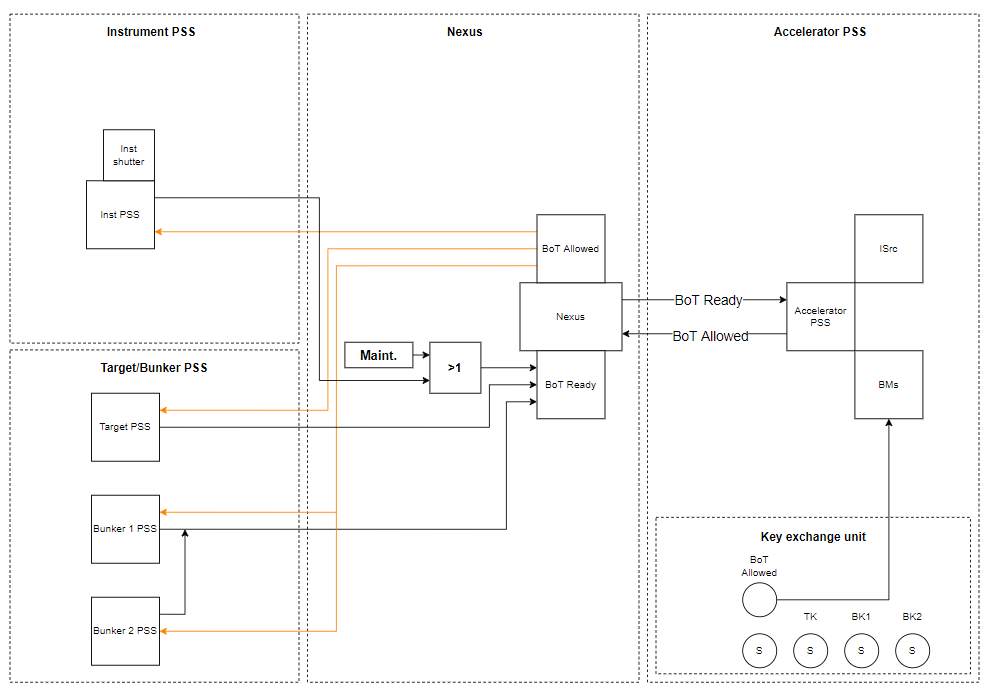 Instrument PSS
Nexus
Accelerator PSS
Inst
shutter
Inst PSS
BoT Allowed
ISrc
BoT Ready
Nexus
Accelerator
PSS
BoT Allowed
Maint.
>1
BoT Ready
BMs
Target/Bunker PSS
Target PSS
Bunker 1 PSS
Bunker 2 PSS
Key exchange unit
BoT
Allowed
TK
BK1
BK2
S
S
S
S